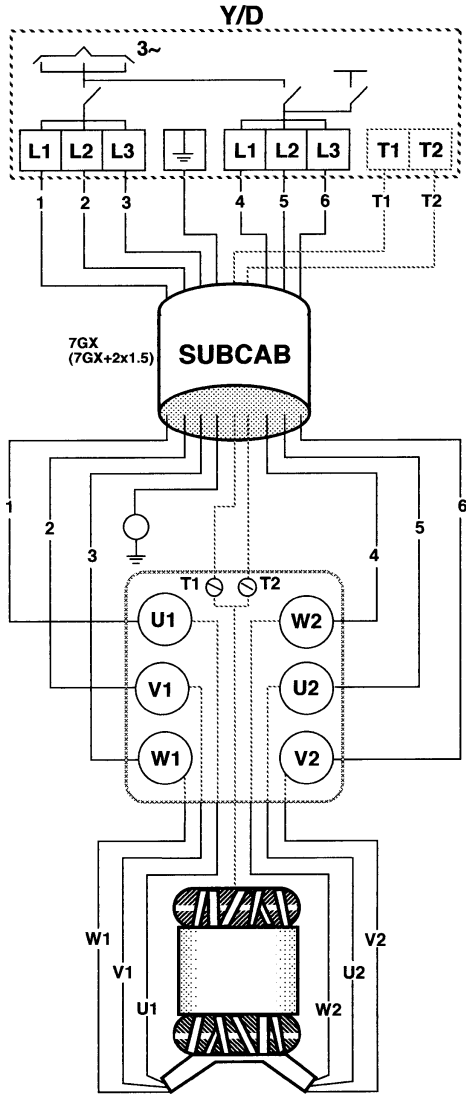 Y/D
3~
L1 L2 L3 L1 L2 L3 T1 T2
1 2 3 4 5 6 T1 T2
7GX
(7GX+2x1.5)
SUBCAB
1 6
2 5
3 4
T1 T2
U1 W2
V1 U2
W1 V2
W1 V2
V1 U2
U1 W2